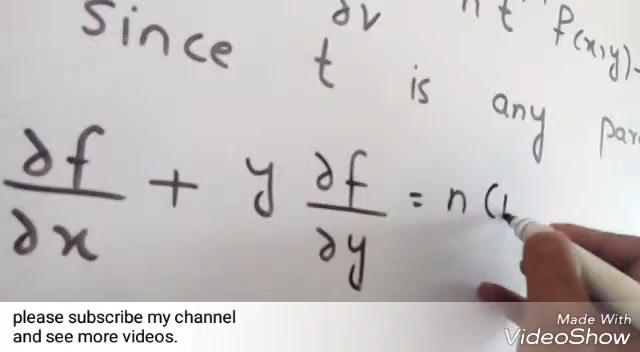 ∂v n t f(x,y)
Since t is any
∂f/∂x + y ∂f/∂y = n (
please subscribe my channel
and see more videos.
Made With
VideoShow